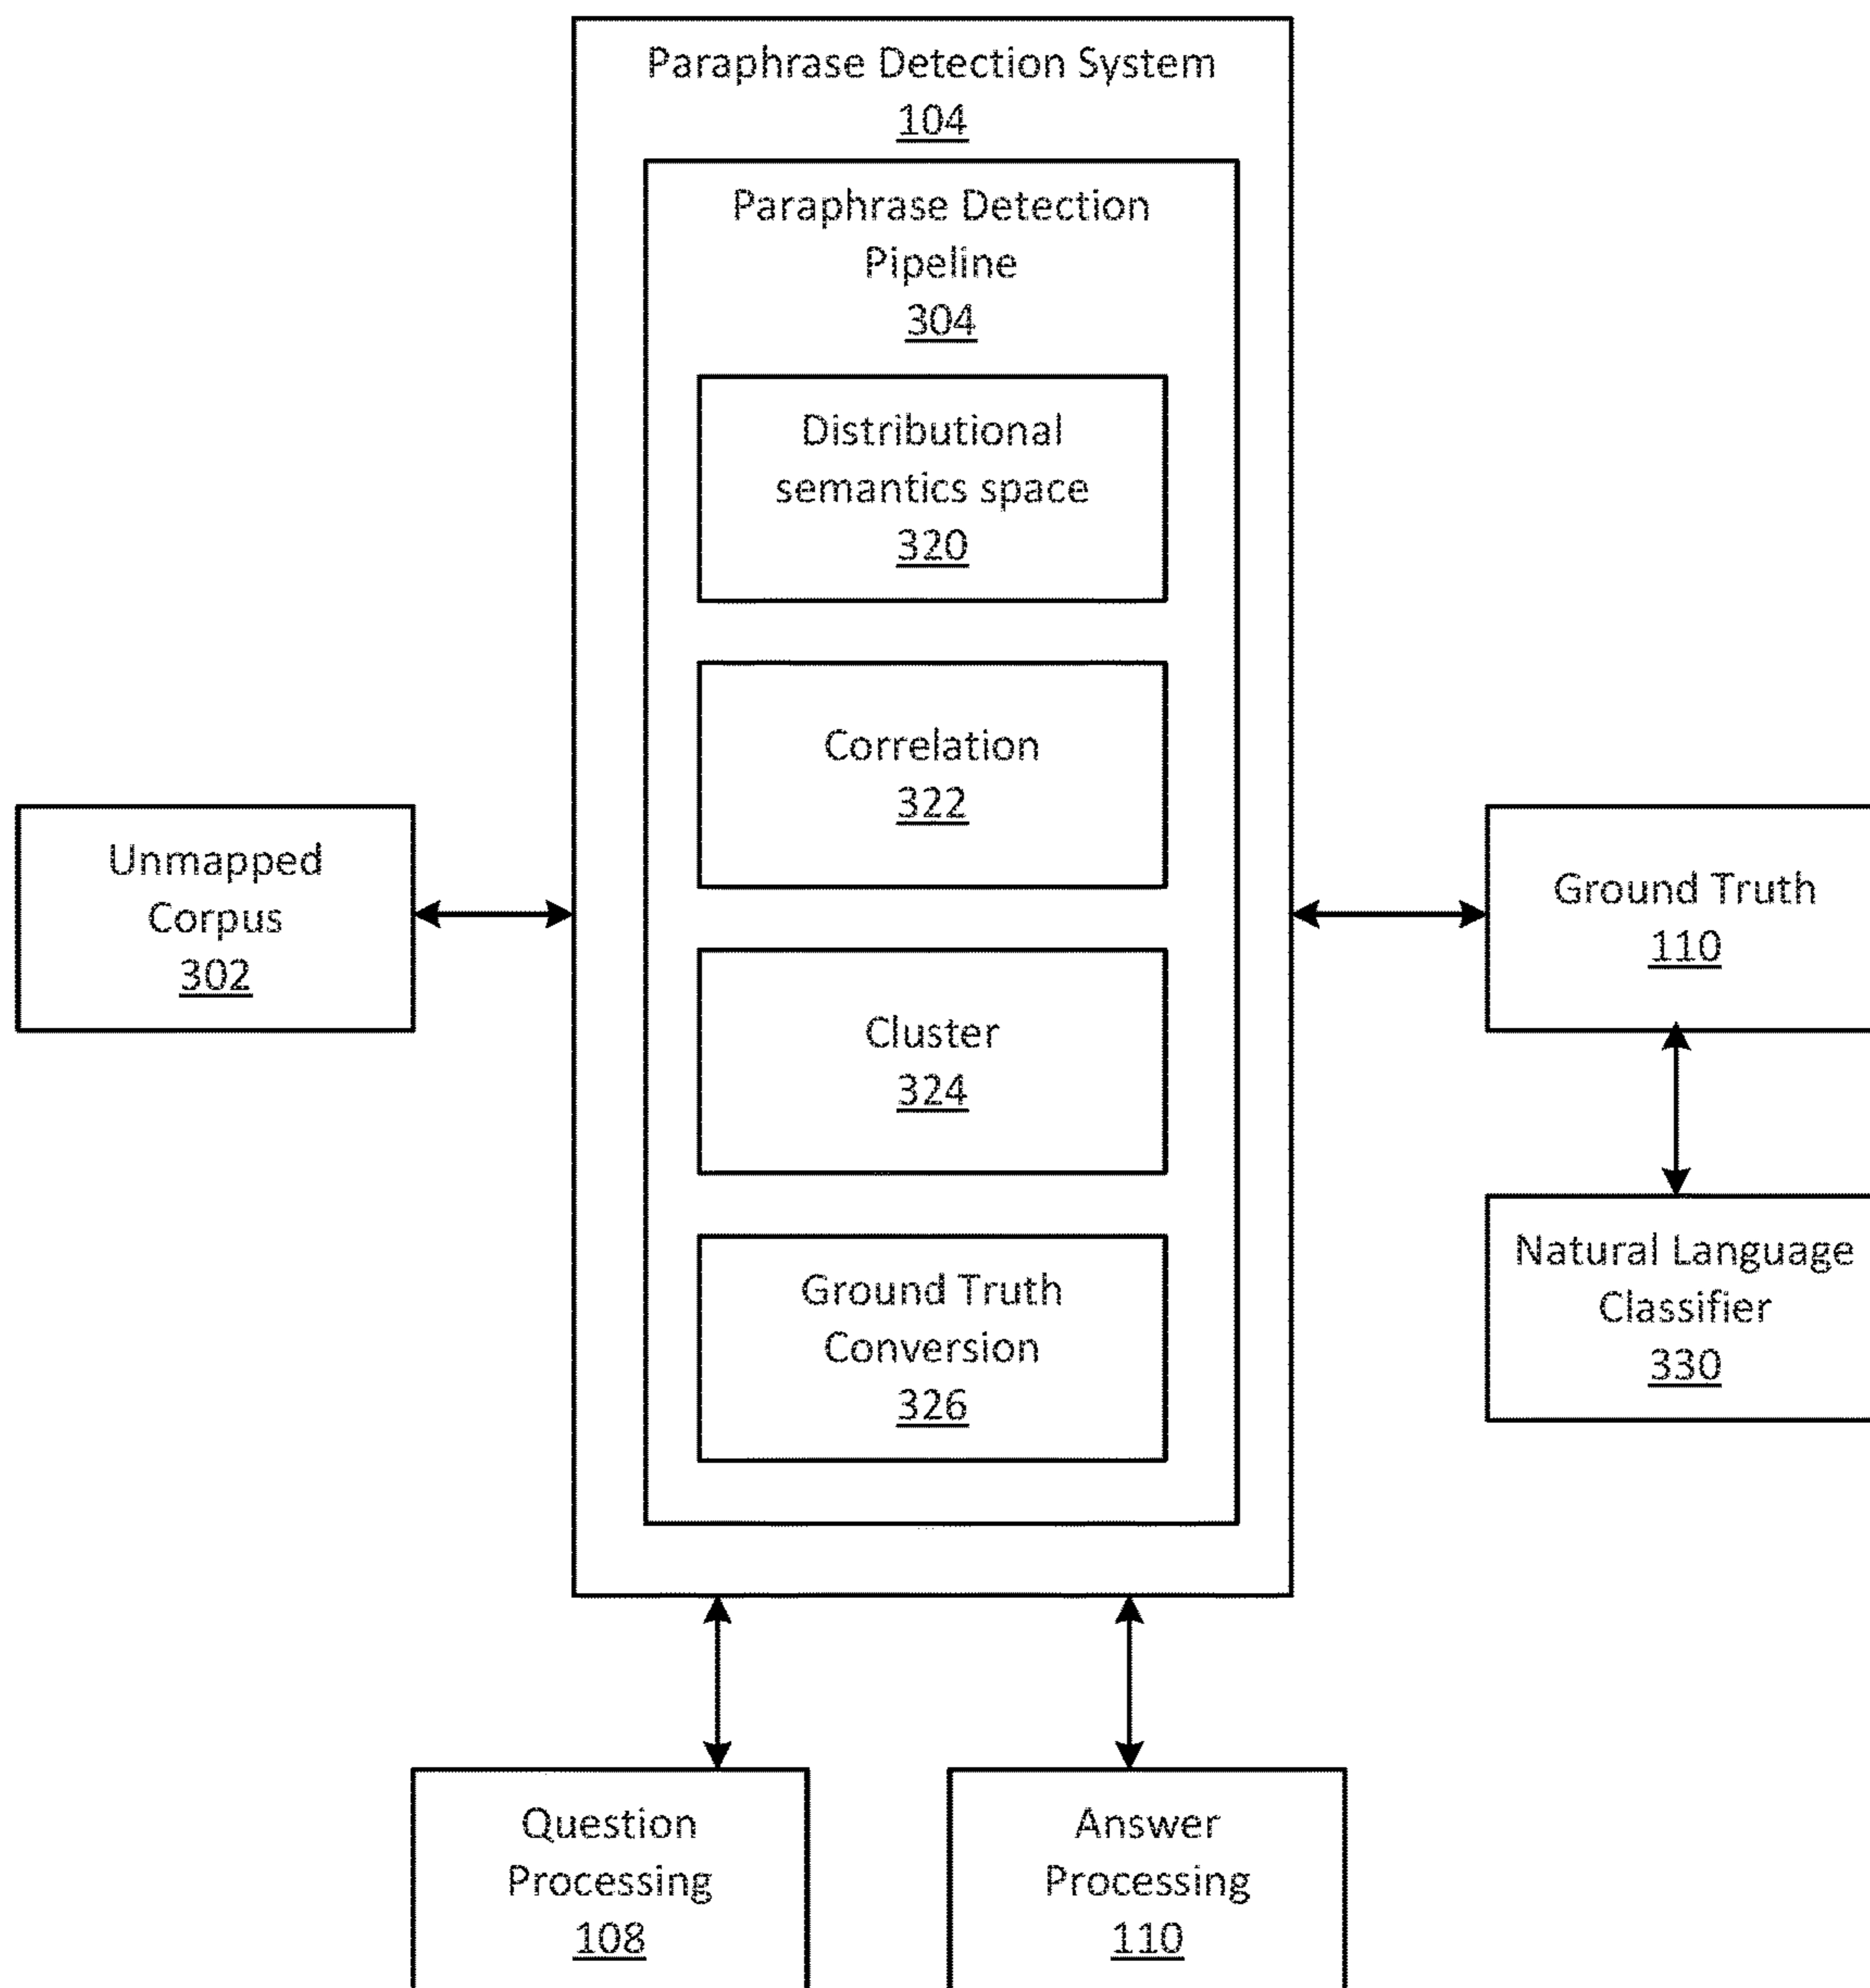 Paraphrase Detection System
104
Paraphrase Detection
Pipeline
304
Distributional
semantics space
320
Correlation
322
Cluster
324
Ground Truth
Conversion
326
Unmapped
Corpus
302
Ground Truth
110
Natural Language
Classifier
330
Question
Processing
108
Answer
Processing
110